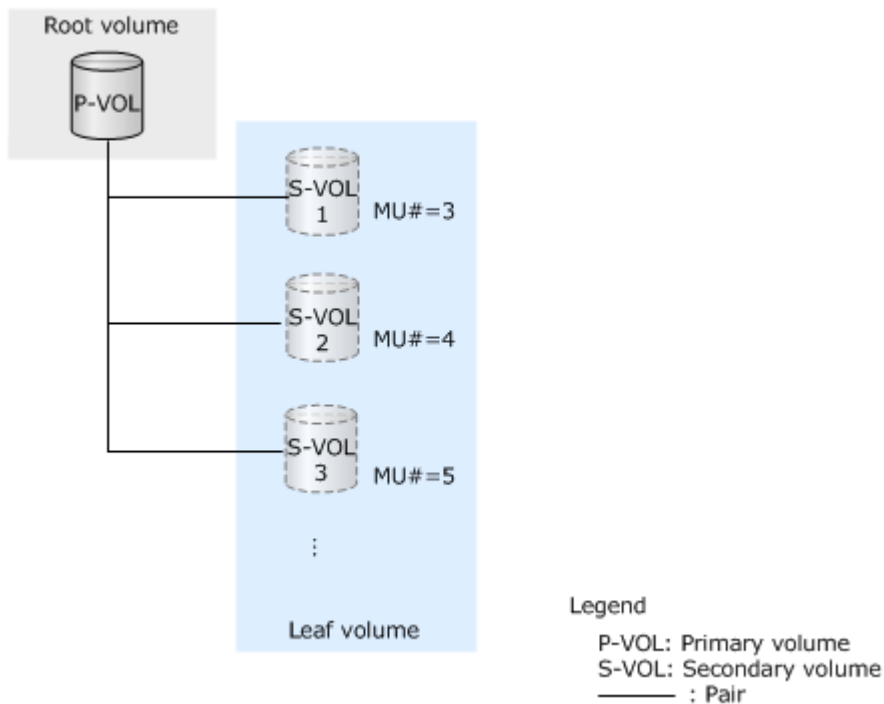 Root volume
P-VOL
S-VOL
1
MU#=3
S-VOL
2
MU#=4
S-VOL
3
MU#=5
⋮
Leaf volume
Legend
P-VOL: Primary volume
S-VOL: Secondary volume
: Pair